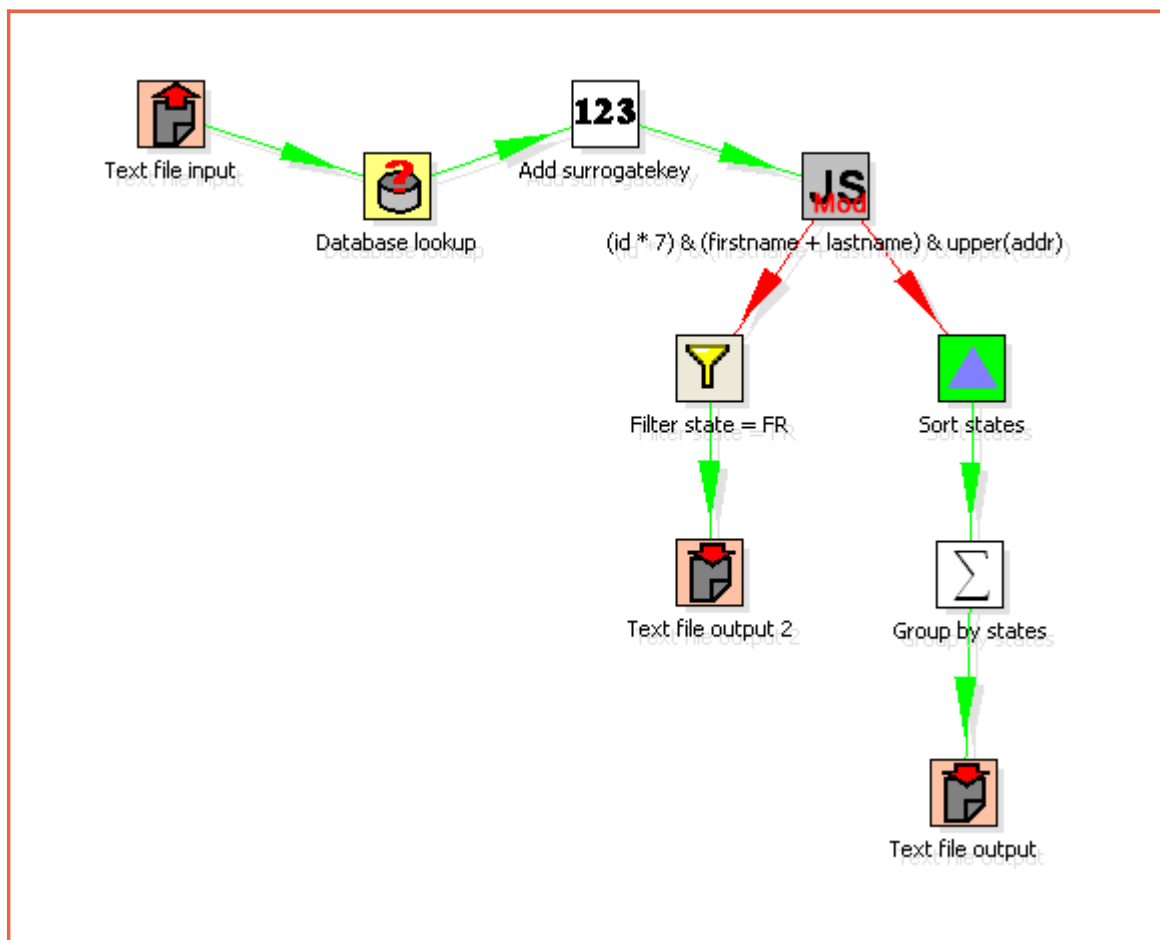 Text file input
?
Database lookup
123
Add surrogatekey
JS
Mod
(id * 7) & (firstname + lastname) & upper(addr)
Filter state = FR
Sort states
Text file output 2
Σ
Group by states
Text file output